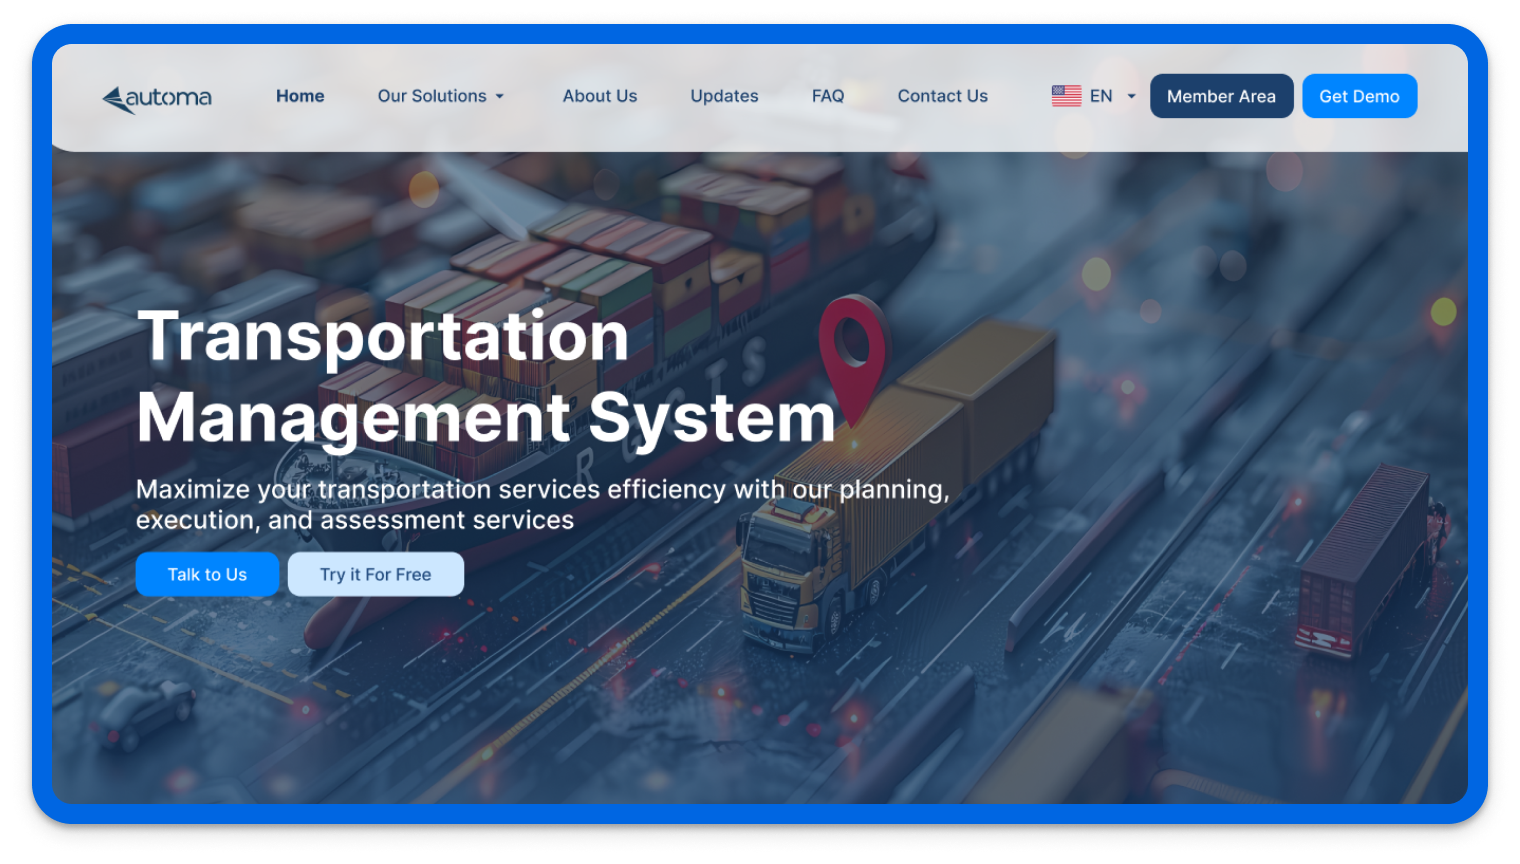 automa
Home
Our Solutions
About Us
Updates
FAQ
Contact Us
EN
Member Area
Get Demo
Transportation
Management System
Maximize your transportation services efficiency with our planning,
execution, and assessment services
Talk to Us
Try it For Free